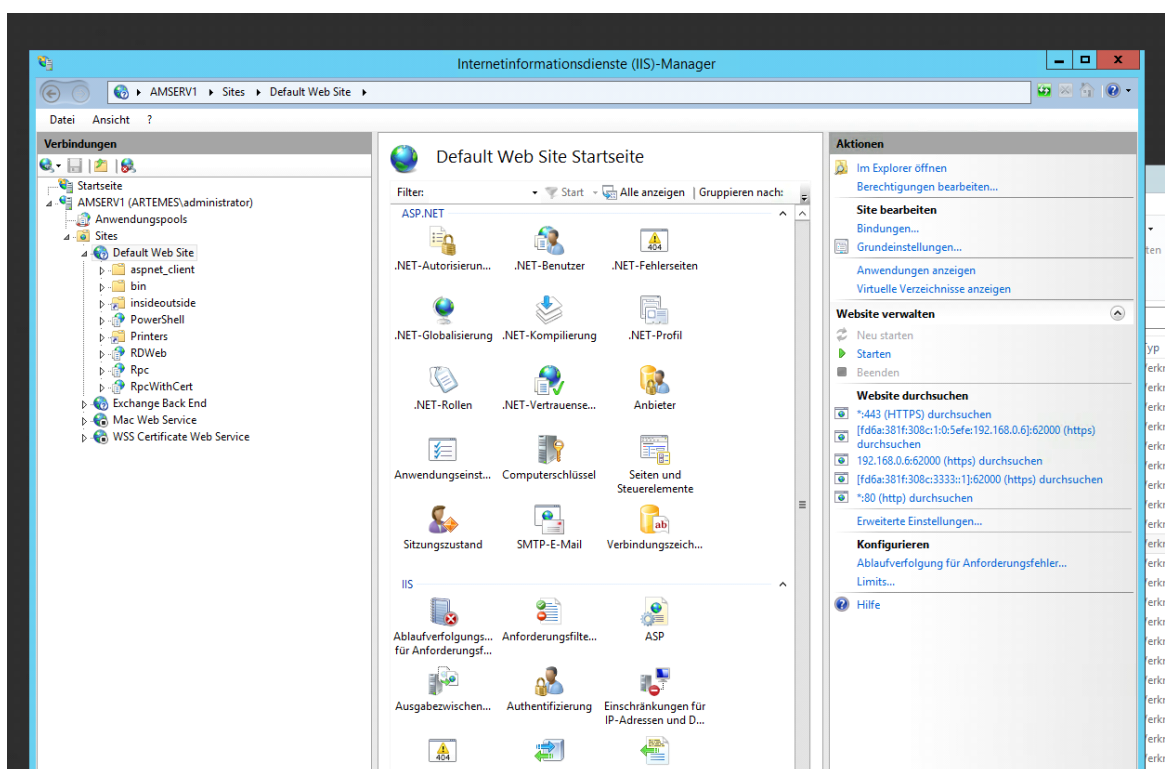 Internetinformationsdienste (IIS)-Manager
AMSERV1 Sites Default Web Site
Datei Ansicht ?
Verbindungen
Startseite
AMSERV1 (ARTEMES\administrator)
Anwendungspools
Sites
Default Web Site
aspnet_client
bin
insideoutside
PowerShell
Printers
RDWeb
Rpc
RpcWithCert
Exchange Back End
Mac Web Service
WSS Certificate Web Service
Default Web Site Startseite
Filter: Start Alle anzeigen Gruppieren nach:
ASP.NET
.NET-Autorisierun... .NET-Benutzer .NET-Fehlerseiten
.NET-Globalisierung .NET-Kompilierung .NET-Profil
.NET-Rollen .NET-Vertrauense... Anbieter
Anwendungseinst... Computerschlüssel Seiten und
Steuerelemente
Sitzungszustand SMTP-E-Mail Verbindungszeich...
IIS
Ablaufverfolgungs... Anforderungsfilte... ASP
für Anforderungsf...
Ausgabezwischen... Authentifizierung Einschränkungen für
IP-Adressen und D...
Aktionen
Im Explorer öffnen
Berechtigungen bearbeiten...
Site bearbeiten
Bindungen...
Grundeinstellungen...
Anwendungen anzeigen
Virtuelle Verzeichnisse anzeigen
Website verwalten
Neu starten
Starten
Beenden
Website durchsuchen
*:443 (HTTPS) durchsuchen
[fd6a:381f:308c:1:0:5efe:192.168.0.6]:62000 (https)
durchsuchen
192.168.0.6:62000 (https) durchsuchen
[fd6a:381f:308c:3333::1]:62000 (https) durchsuchen
*:80 (http) durchsuchen
Erweiterte Einstellungen...
Konfigurieren
Ablaufverfolgung für Anforderungsfehler...
Limits...
Hilfe